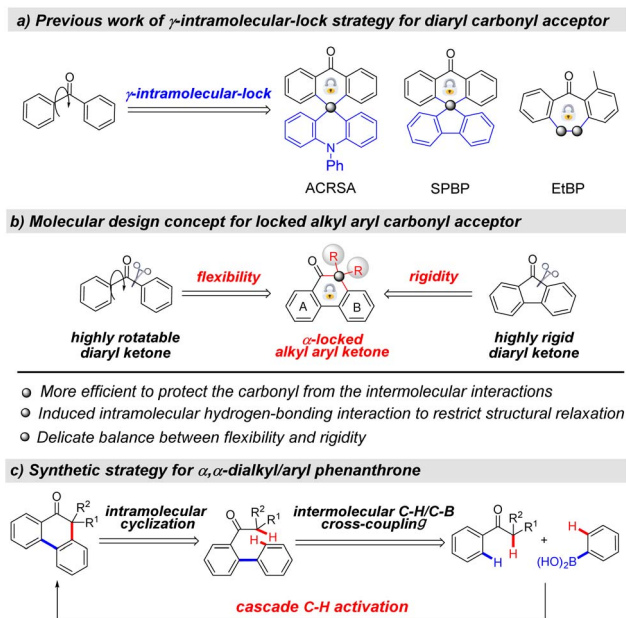 a) Previous work of γ-intramolecular-lock strategy for diaryl carbonyl acceptor
O
γ-intramolecular-lock
O
N
Ph
ACRSA
O
SPBP
O
EtBP
b) Molecular design concept for locked alkyl aryl carbonyl acceptor
O
flexibility
O
R
R
A
B
rigidity
O
highly rotatable
diaryl ketone
α-locked
alkyl aryl ketone
highly rigid
diaryl ketone
More efficient to protect the carbonyl from the intermolecular interactions
Induced intramolecular hydrogen-bonding interaction to restrict structural relaxation
Delicate balance between flexibility and rigidity
c) Synthetic strategy for α,α-dialkyl/aryl phenanthrone
O
R2
R1
intramolecular
cyclization
O
R2
R1
H
H
intermolecular C-H/C-B
cross-coupling
O
R2
R1
H
H
+
H
(HO)2B
cascade C-H activation